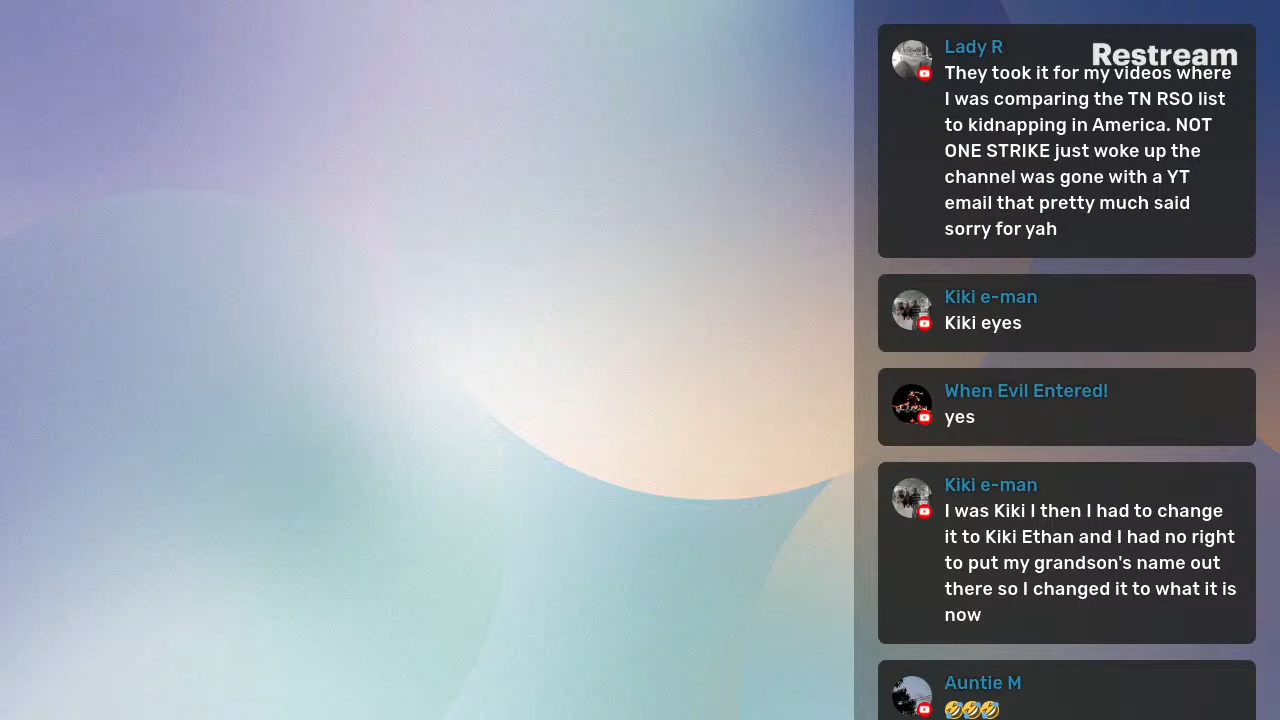 Lady R
Restream
They took it for my videos where
I was comparing the TN RSO list
to kidnapping in America. NOT
ONE STRIKE just woke up the
channel was gone with a YT
email that pretty much said
sorry for yah
Kiki e-man
Kiki eyes
When Evil Entered!
yes
Kiki e-man
I was Kiki I then I had to change
it to Kiki Ethan and I had no right
to put my grandson's name out
there so I changed it to what it is
now
Auntie M
🤣🤣🤣